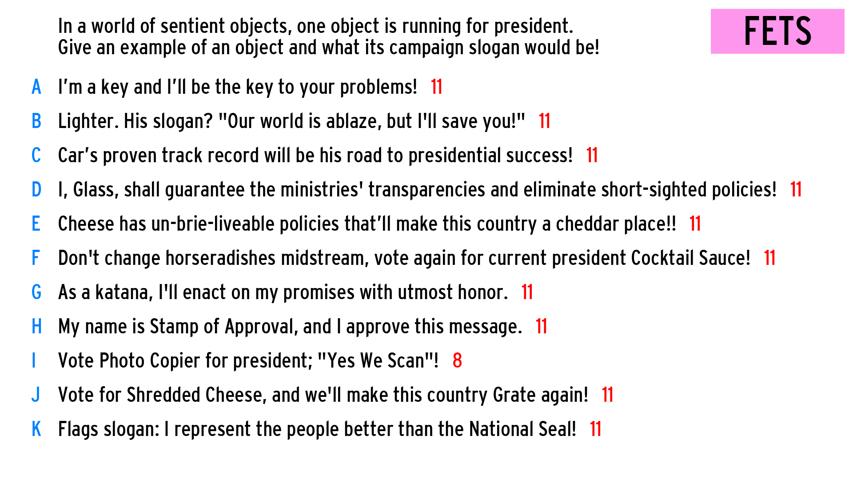 In a world of sentient objects, one object is running for president.
Give an example of an object and what its campaign slogan would be!
FETS
A I'm a key and I'll be the key to your problems! 11
B Lighter. His slogan? "Our world is ablaze, but I'll save you!" 11
C Car's proven track record will be his road to presidential success! 11
D I, Glass, shall guarantee the ministries' transparencies and eliminate short-sighted policies! 11
E Cheese has un-brie-liveable policies that'll make this country a cheddar place!! 11
F Don't change horseradishes midstream, vote again for current president Cocktail Sauce! 11
G As a katana, I'll enact on my promises with utmost honor. 11
H My name is Stamp of Approval, and I approve this message. 11
I Vote Photo Copier for president; "Yes We Scan"! 8
J Vote for Shredded Cheese, and we'll make this country Grate again! 11
K Flags slogan: I represent the people better than the National Seal! 11